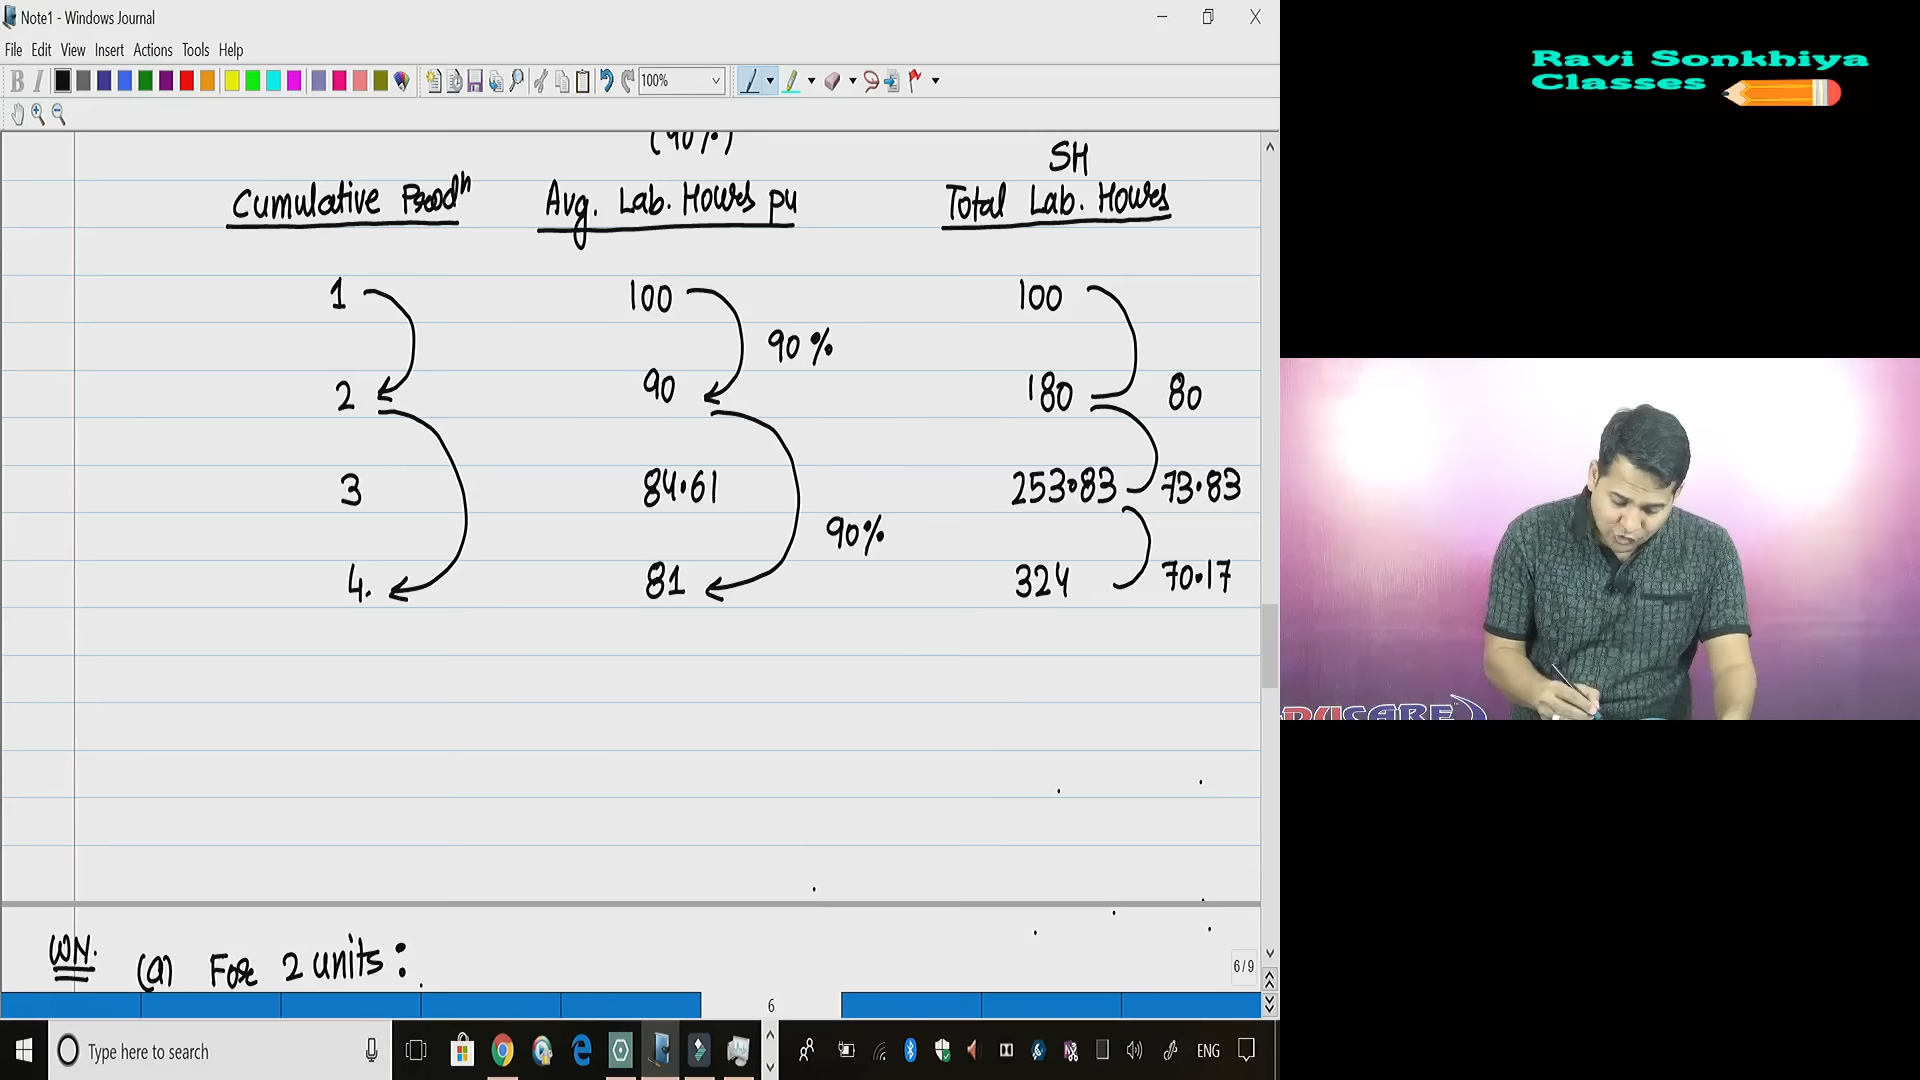 Note1 - Windows Journal
File Edit View Insert Actions Tools Help
B I 100%
Ravi Sonkhiya
Classes
(90%)
SH
Cumulative Prodn Avg. Lab. Hours pu Total Lab. Hours
1 100 100
90%
2 90 180 80
3 84.61 253.83 73.83
90%
4. 81 324 70.17
WN. (a) For 2 units:
6/9
6
Type here to search
ENG